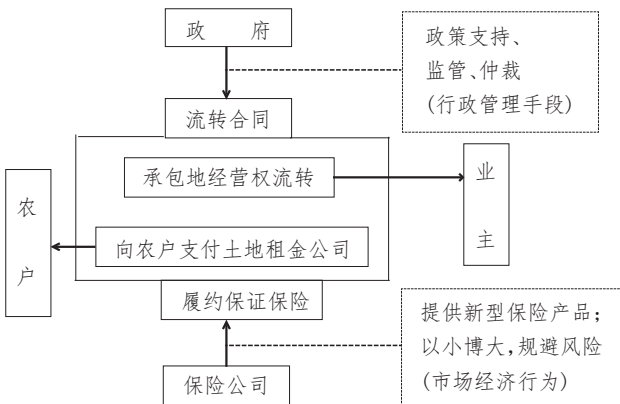 政 府
政策支持、
监管、仲裁
(行政管理手段)
流转合同
承包地经营权流转
农
户
业
主
向农户支付土地租金公司
履约保证保险
提供新型保险产品;
以小博大,规避风险
(市场经济行为)
保险公司